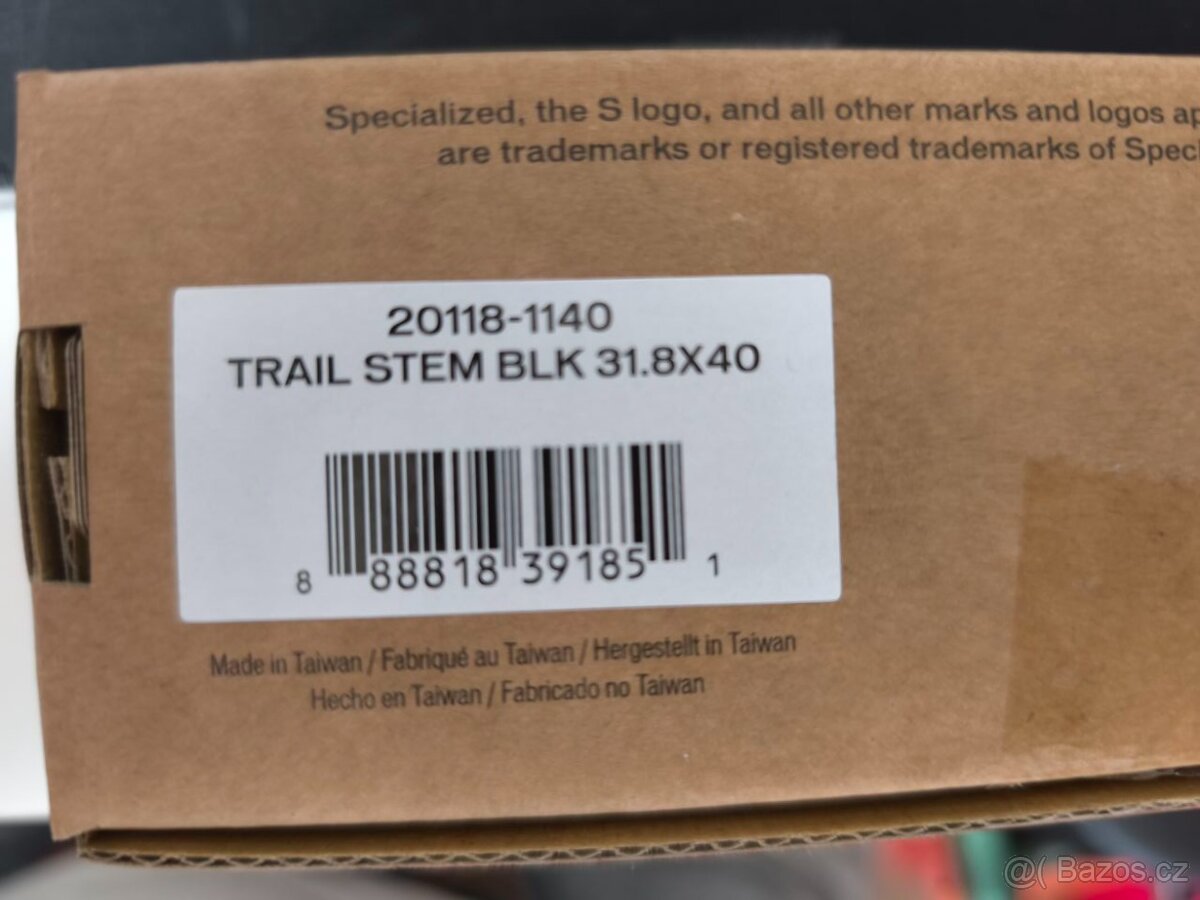 Specialized, the S logo, and all other marks and logos
are trademarks or registered trademarks of
20118-1140
TRAIL STEM BLK 31.8X40
8 88818 39185 1
Made in Taiwan / Fabriqué au Taiwan / Hergestellt in Taiwan
Hecho en Taiwan / Fabricado no Taiwan
@( Bazos.cz